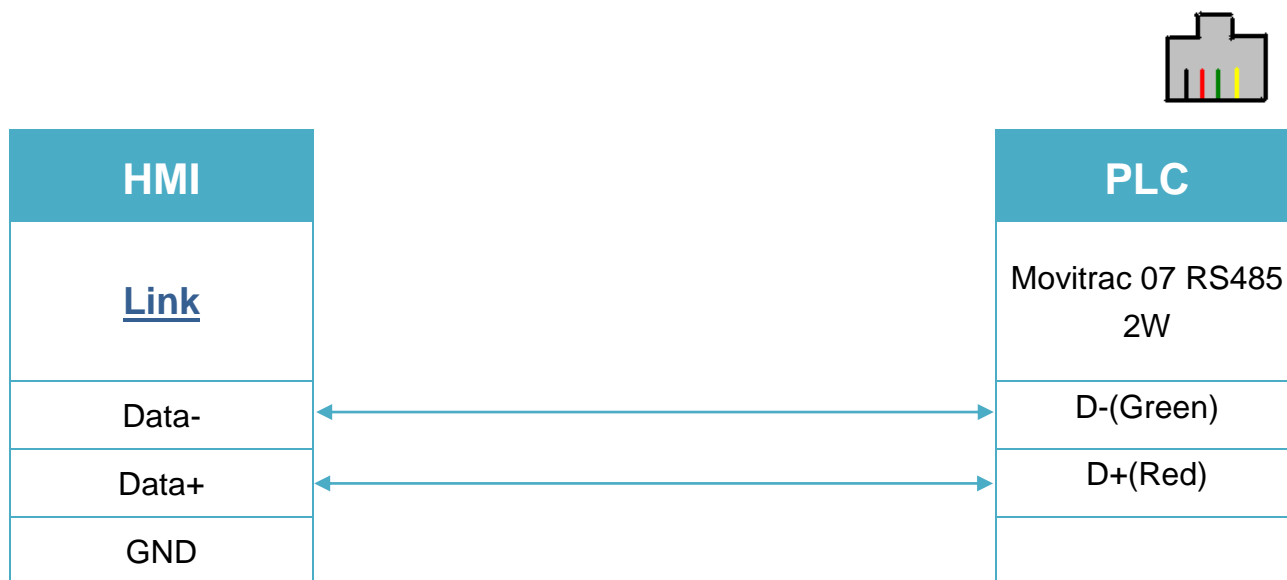 HMI
PLC
Link
Movitrac 07 RS485
2W
Data-
D-(Green)
Data+
D+(Red)
GND